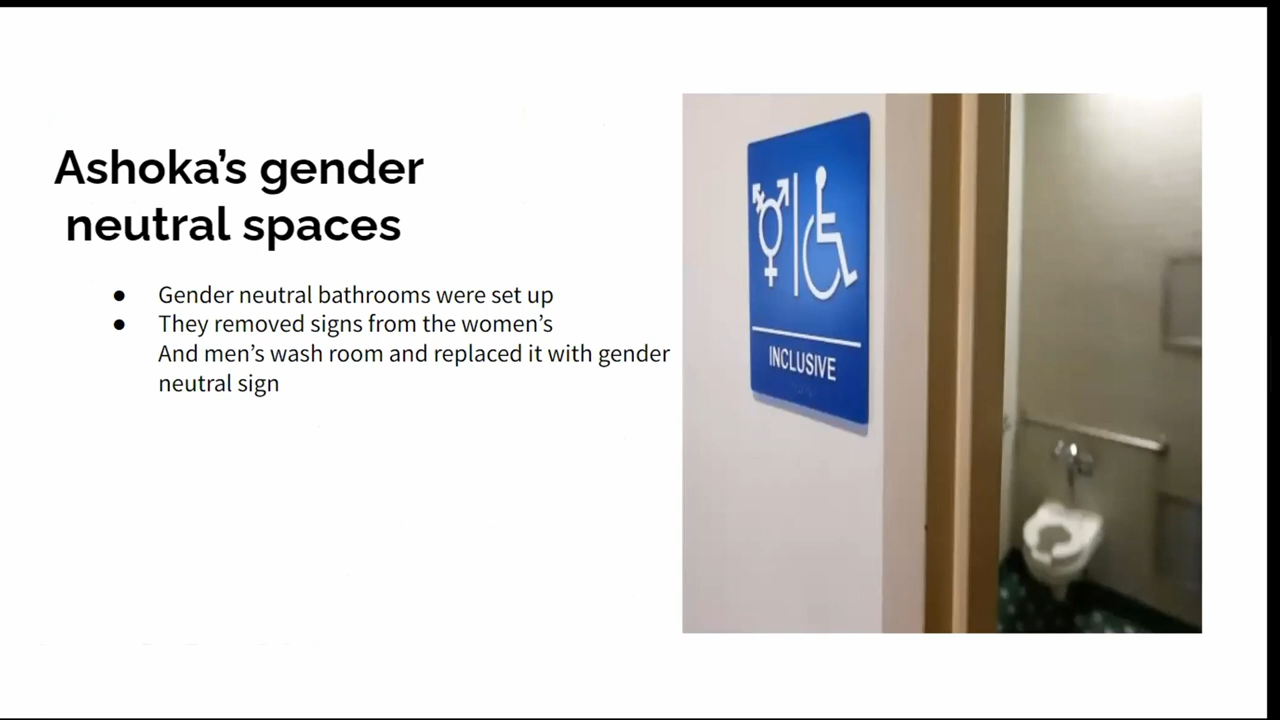 Ashoka’s gender
neutral spaces
● Gender neutral bathrooms were set up
● They removed signs from the women’s
And men’s wash room and replaced it with gender
neutral sign
INCLUSIVE